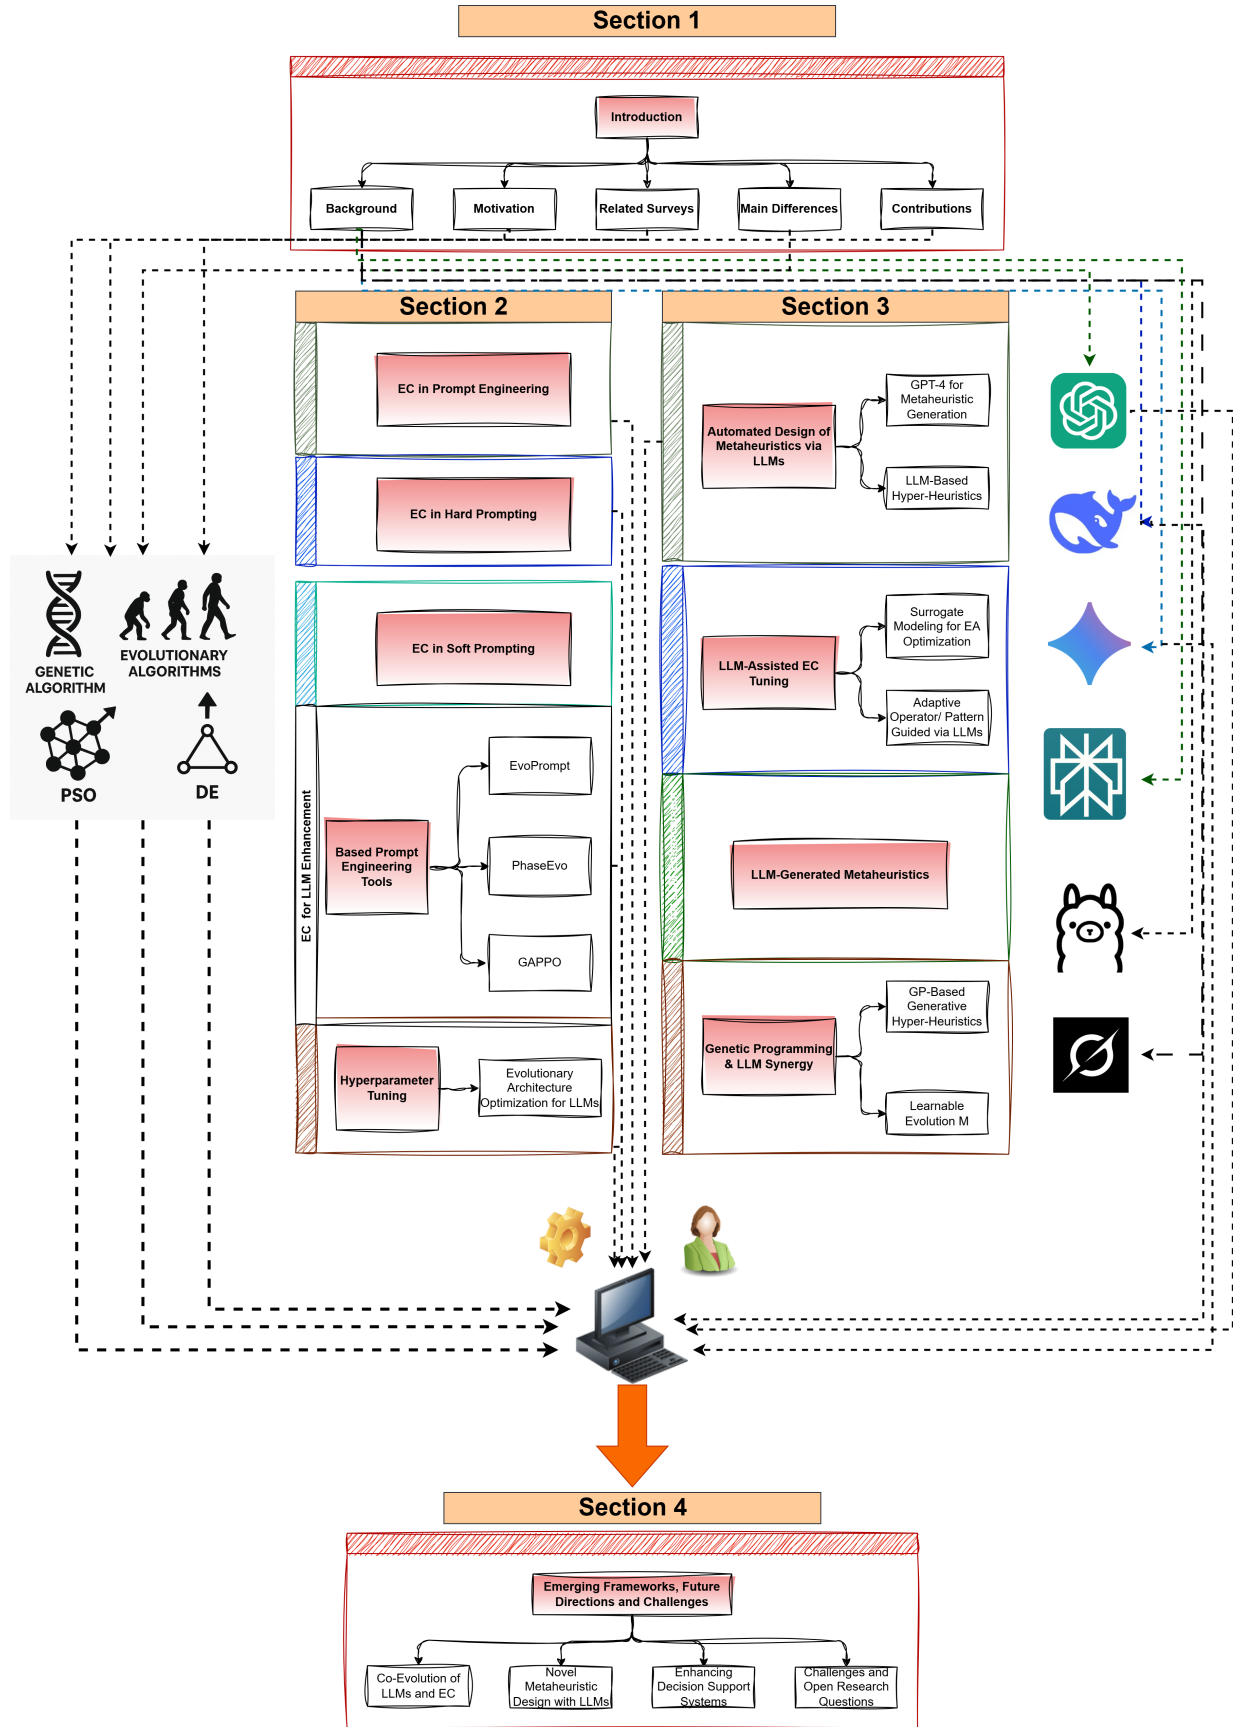 Section 1
Introduction
Background
Motivation
Related Surveys
Main Differences
Contributions
Section 2
EC in Prompt Engineering
EC in Hard Prompting
EC in Soft Prompting
EC for LLM Enhancement
Based Prompt
Engineering
Tools
EvoPrompt
PhaseEvo
GAPPO
Hyperparameter
Tuning
Evolutionary
Architecture
Optimization for LLMs
Section 3
Automated Design of
Metaheuristics via
LLMs
GPT-4 for
Metaheuristic
Generation
LLM-Based
Hyper-Heuristics
LLM-Assisted EC
Tuning
Surrogate
Modeling for EA
Optimization
Adaptive
Operator/ Pattern
Guided via LLMs
LLM-Generated Metaheuristics
Genetic Programming
& LLM Synergy
GP-Based
Generative
Hyper-Heuristics
Learnable
Evolution M
GENETIC
ALGORITHM
EVOLUTIONARY
ALGORITHMS
PSO
DE
Section 4
Emerging Frameworks, Future
Directions and Challenges
Co-Evolution of
LLMs and EC
Novel
Metaheuristic
Design with LLMs
Enhancing
Decision Support
Systems
Challenges and
Open Research
Questions